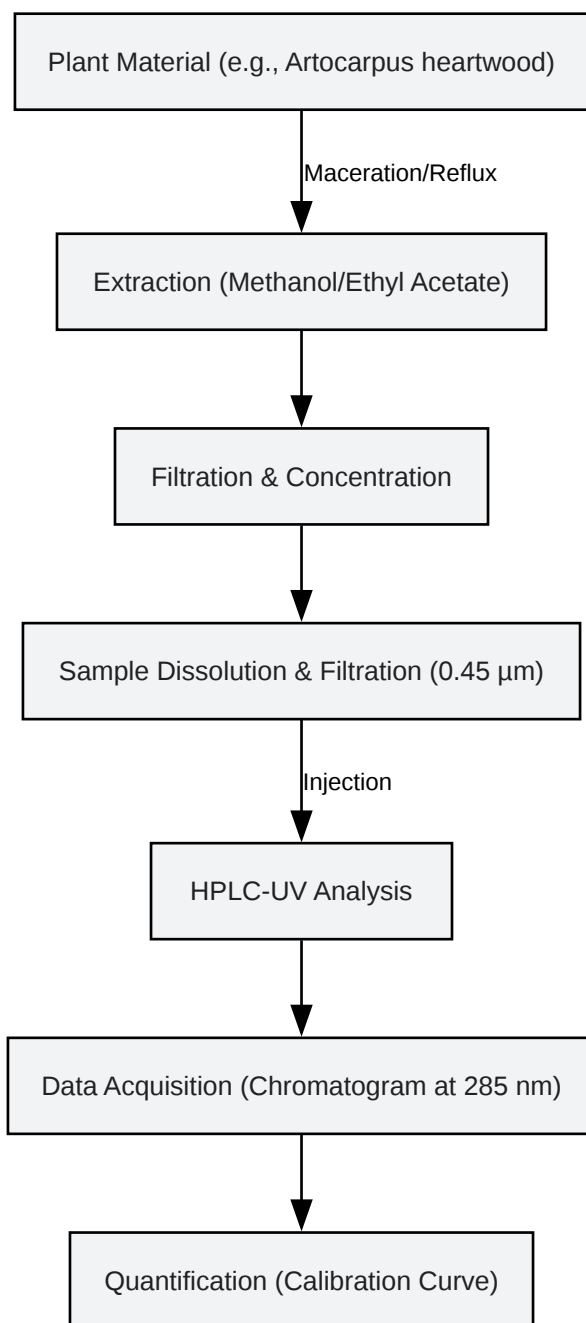 Plant Material (e.g., Artocarpus heartwood)
Maceration/Reflux
Extraction (Methanol/Ethyl Acetate)
Filtration & Concentration
Sample Dissolution & Filtration (0.45 µm)
Injection
HPLC-UV Analysis
Data Acquisition (Chromatogram at 285 nm)
Quantification (Calibration Curve)